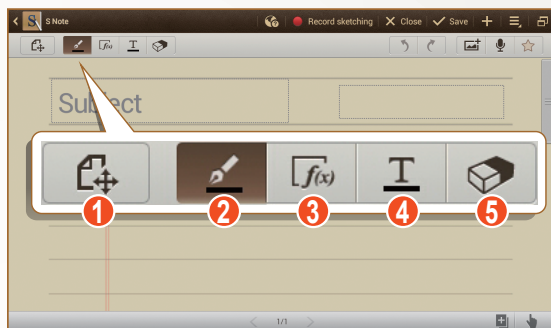 S Note Record sketching Close Save
f(x) T
Subject
f(x) T
1 2 3 4 5
1/1